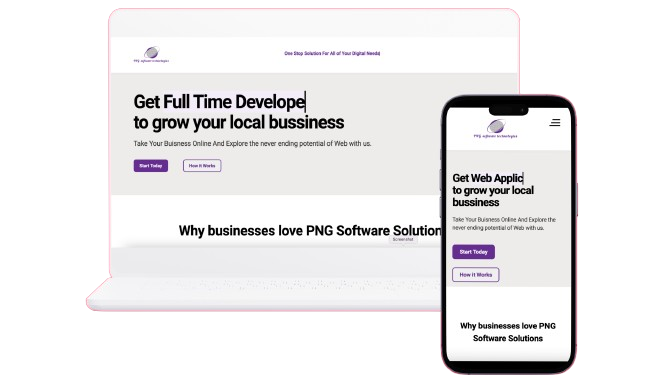 PNG software technologies
One Stop Solution For All of Your Digital Needs|
Get Full Time Develope
to grow your local bussiness
Take Your Buisness Online And Explore the never ending potential of Web with us.
Start Today
How it Works
Why businesses love PNG Software Solution
Screenshot
PNG software technologies
Get Web Applic
to grow your local
bussiness
Take Your Buisness Online And Explore the
never ending potential of Web with us.
Start Today
How it Works
Why businesses love PNG
Software Solutions